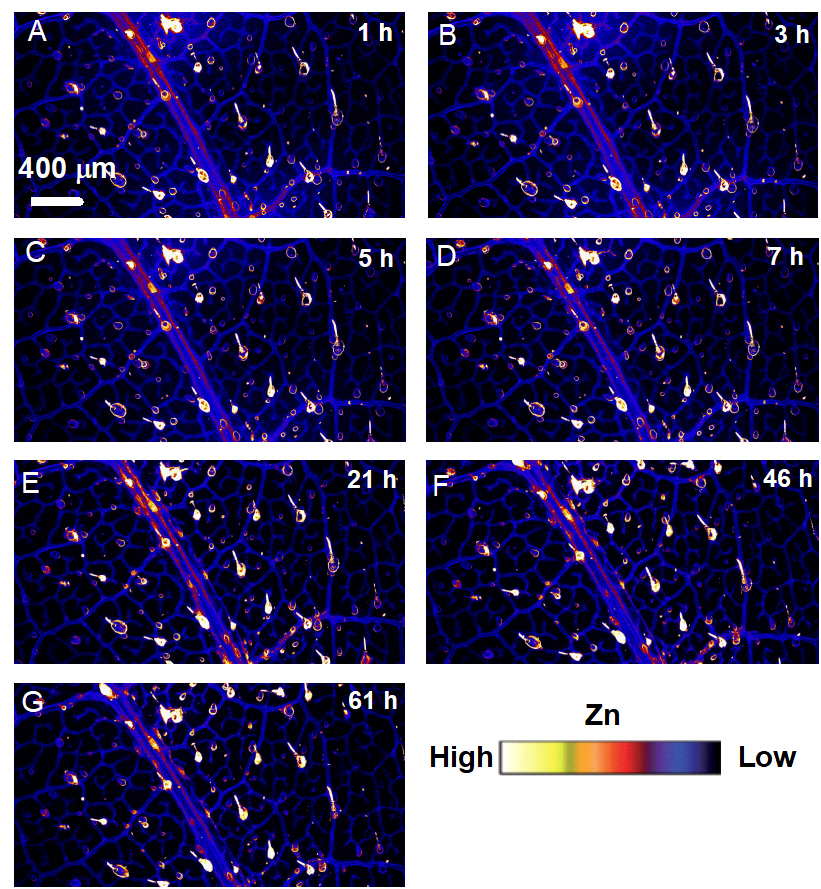 A 1 h
B 3 h
400 μm
C 5 h
D 7 h
E 21 h
F 46 h
G 61 h
Zn
High Low